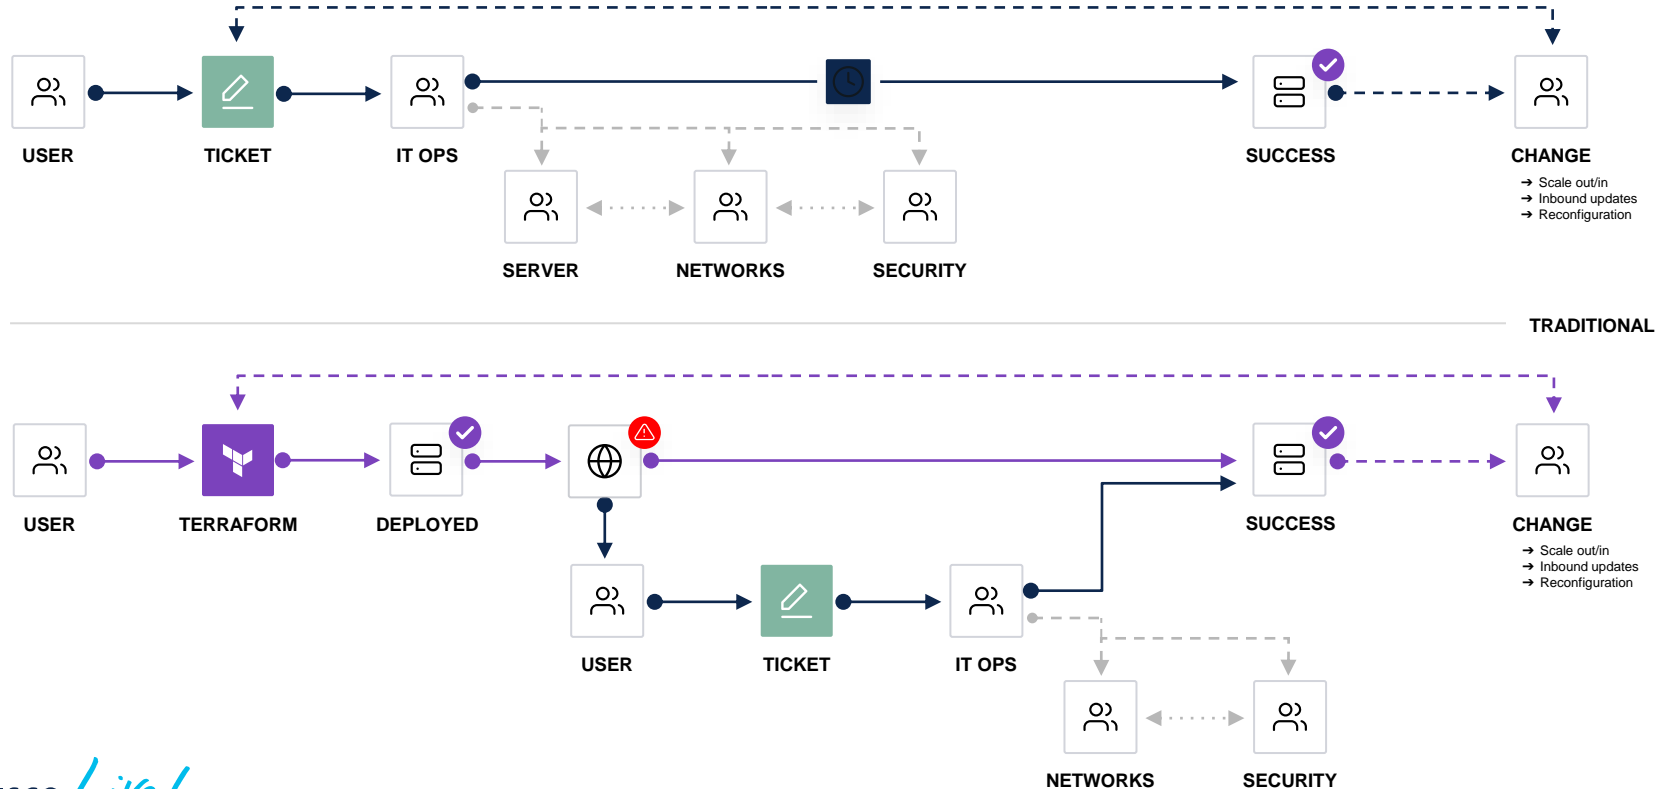 USER
TICKET
IT OPS
SUCCESS
CHANGE
➔ Scale out/in
➔ Inbound updates
➔ Reconfiguration
SERVER
NETWORKS
SECURITY
TRADITIONAL
USER
TERRAFORM
DEPLOYED
SUCCESS
CHANGE
➔ Scale out/in
➔ Inbound updates
➔ Reconfiguration
USER
TICKET
IT OPS
NETWORKS
SECURITY